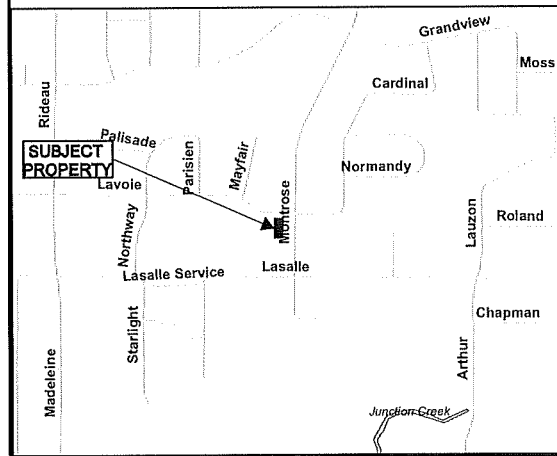 Grandview
Moss
Cardinal
Rideau
Palisade
SUBJECT
PROPERTY
Lavoie
Parisien
Mayfair
Normandy
Montrose
Northway
Lauzon
Roland
Lasalle Service
Lasalle
Starlight
Chapman
Madeleine
Arthur
Junction Creek